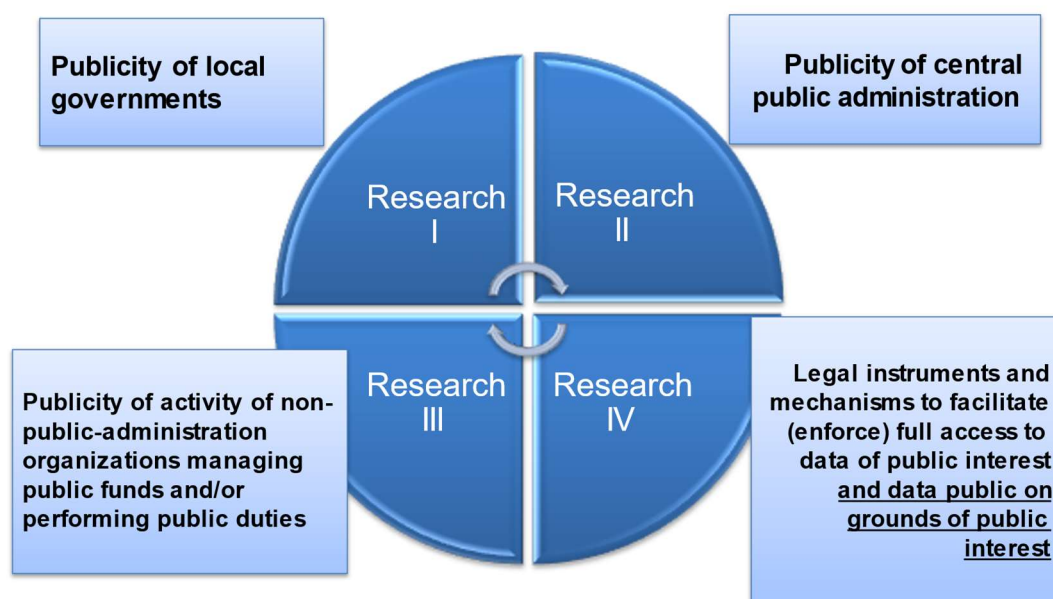 Publicity of local
governments
Publicity of central
public administration
Research
I
Research
II
Research
III
Research
IV
Publicity of activity of non-
public-administration
organizations managing
public funds and/or
performing public duties
Legal instruments and
mechanisms to facilitate
(enforce) full access to
data of public interest
and data public on
grounds of public
interest